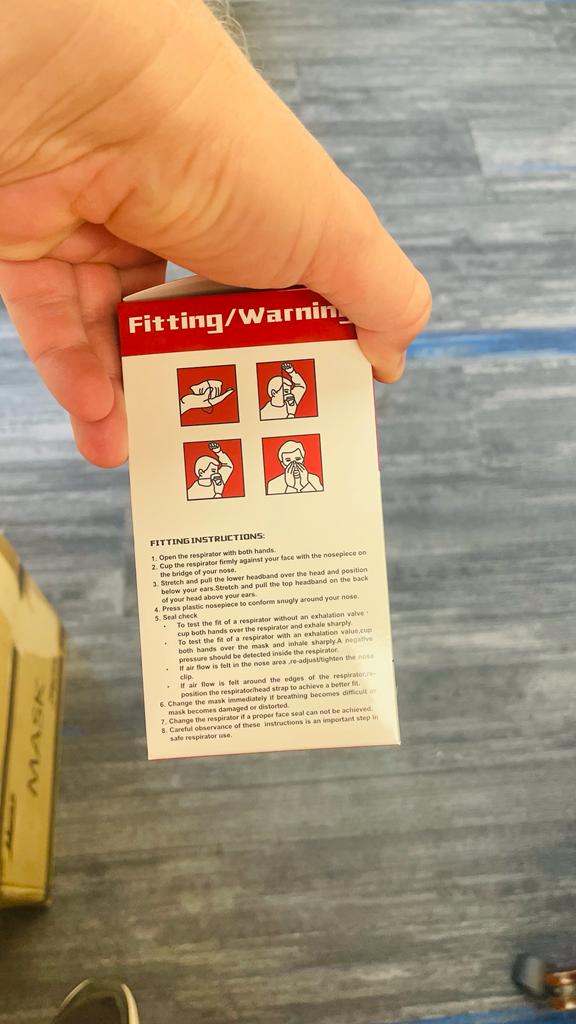 Fitting/Warning
FITTING INSTRUCTIONS:
1. Open the respirator with both hands.
2. Cup the respirator firmly against your face with the nosepiece on
the bridge of your nose.
3. Stretch and pull the lower headband over the head and position
below your ears.Stretch and pull the top headband on the back
of your head above your ears.
4. Press plastic nosepiece to conform snugly around your nose.
5. Seal check
• To test the fit of a respirator without an exhalation valve ·
cup both hands over the respirator and exhale sharply.
• To test the fit of a respirator with an exhalation value,cup
both hands over the mask and inhale sharply.A negative
pressure should be detected inside the respirator.
• If air flow is felt in the nose area ,re-adjust/tighten the nose
clip.
• If air flow is felt around the edges of the respirator,re-
position the respirator/head strap to achieve a better fit.
6. Change the mask immediately if breathing becomes difficult or
mask becomes damaged or distorted.
7. Change the respirator if a proper face seal can not be achieved.
8. Careful observance of these instructions is an important step in
safe respirator use.
MASK